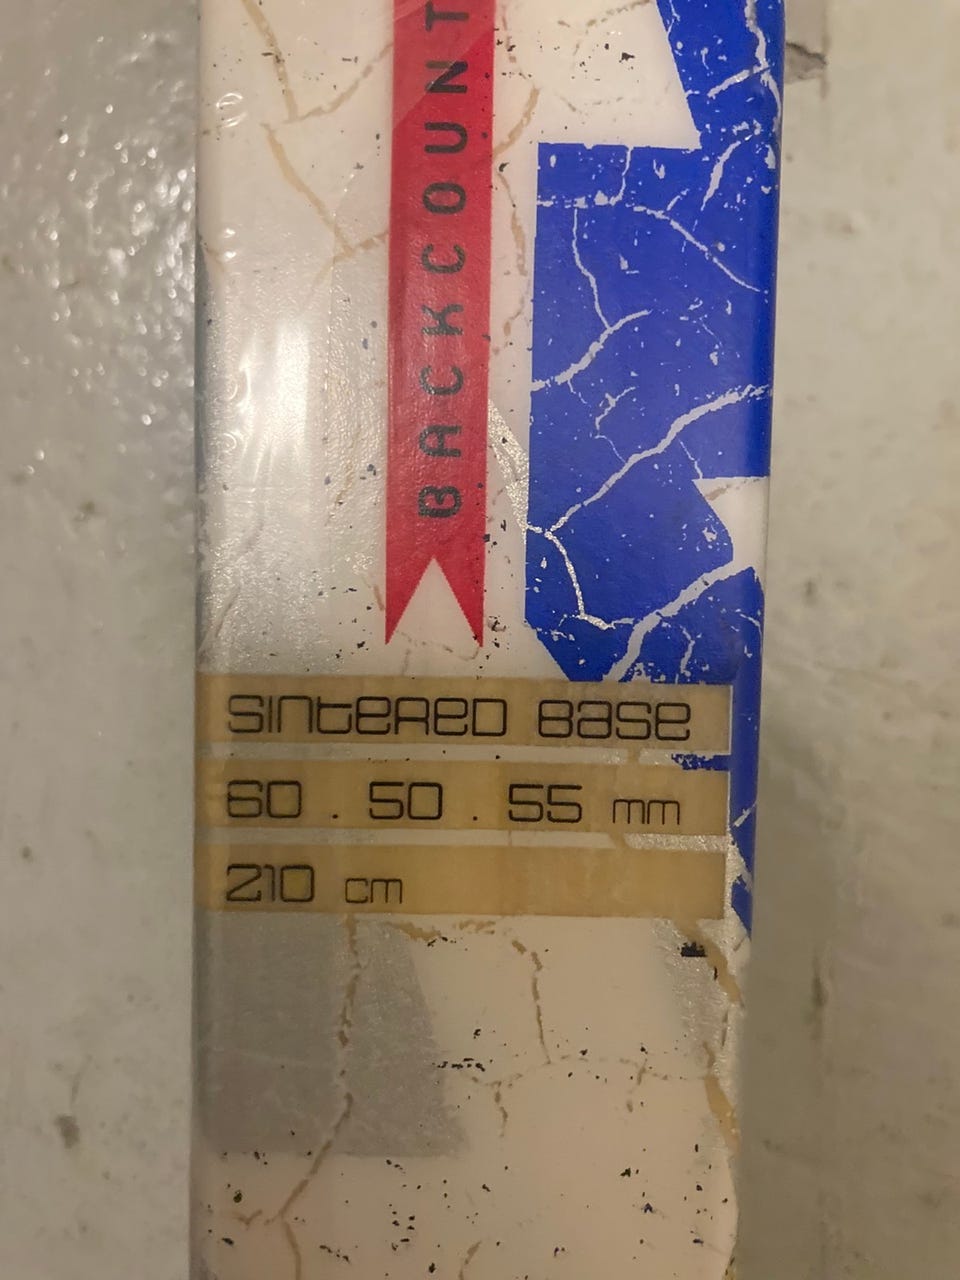 BACKCOUNT
SINTERED BASE
60 . 50 . 55 mm
210 cm